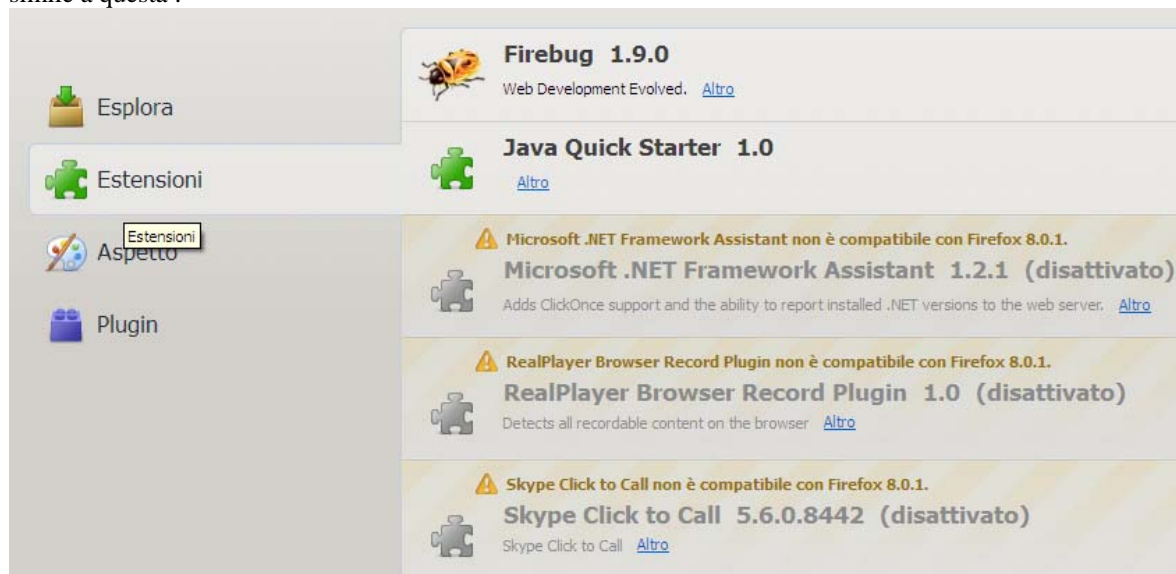 Esplora
Estensioni
Estensioni
Aspetto
Plugin
Firebug 1.9.0
Web Development Evolved. Altro
Java Quick Starter 1.0
Altro
Microsoft .NET Framework Assistant non è compatibile con Firefox 8.0.1.
Microsoft .NET Framework Assistant 1.2.1 (disattivato)
Adds ClickOnce support and the ability to report installed .NET versions to the web server. Altro
RealPlayer Browser Record Plugin non è compatibile con Firefox 8.0.1.
RealPlayer Browser Record Plugin 1.0 (disattivato)
Detects all recordable content on the browser Altro
Skype Click to Call non è compatibile con Firefox 8.0.1.
Skype Click to Call 5.6.0.8442 (disattivato)
Skype Click to Call Altro